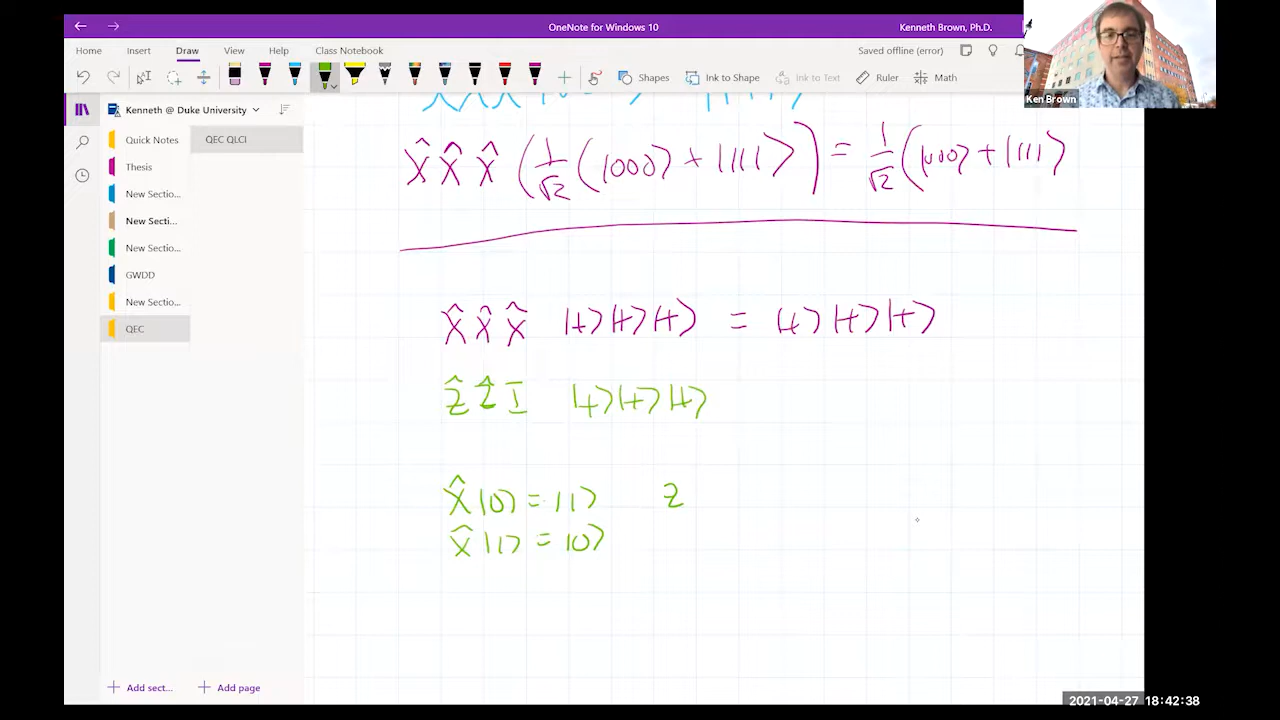 OneNote for Windows 10
Kenneth Brown, Ph.D.
Home Insert Draw View Help Class Notebook
Saved offline (error)
Shapes Ink to Shape Ink to Text Ruler Math
Ken Brown
Kenneth @ Duke University
QEC QLCI
Quick Notes
Thesis
New Sectio...
New Secti...
New Sectio...
GWDD
New Sectio...
QEC
Add sect... Add page
X̂ X̂ X̂ (1/√2 (|000⟩ + |111⟩)) = 1/√2 (|000⟩ + |111⟩)
X̂ X̂ X̂ |+⟩|+⟩|+⟩ = |+⟩|+⟩|+⟩
Ẑ Ẑ I |+⟩|+⟩|+⟩
X̂ |0⟩ = |1⟩ Z
X̂ |1⟩ = |0⟩
2021-04-27 18:42:38